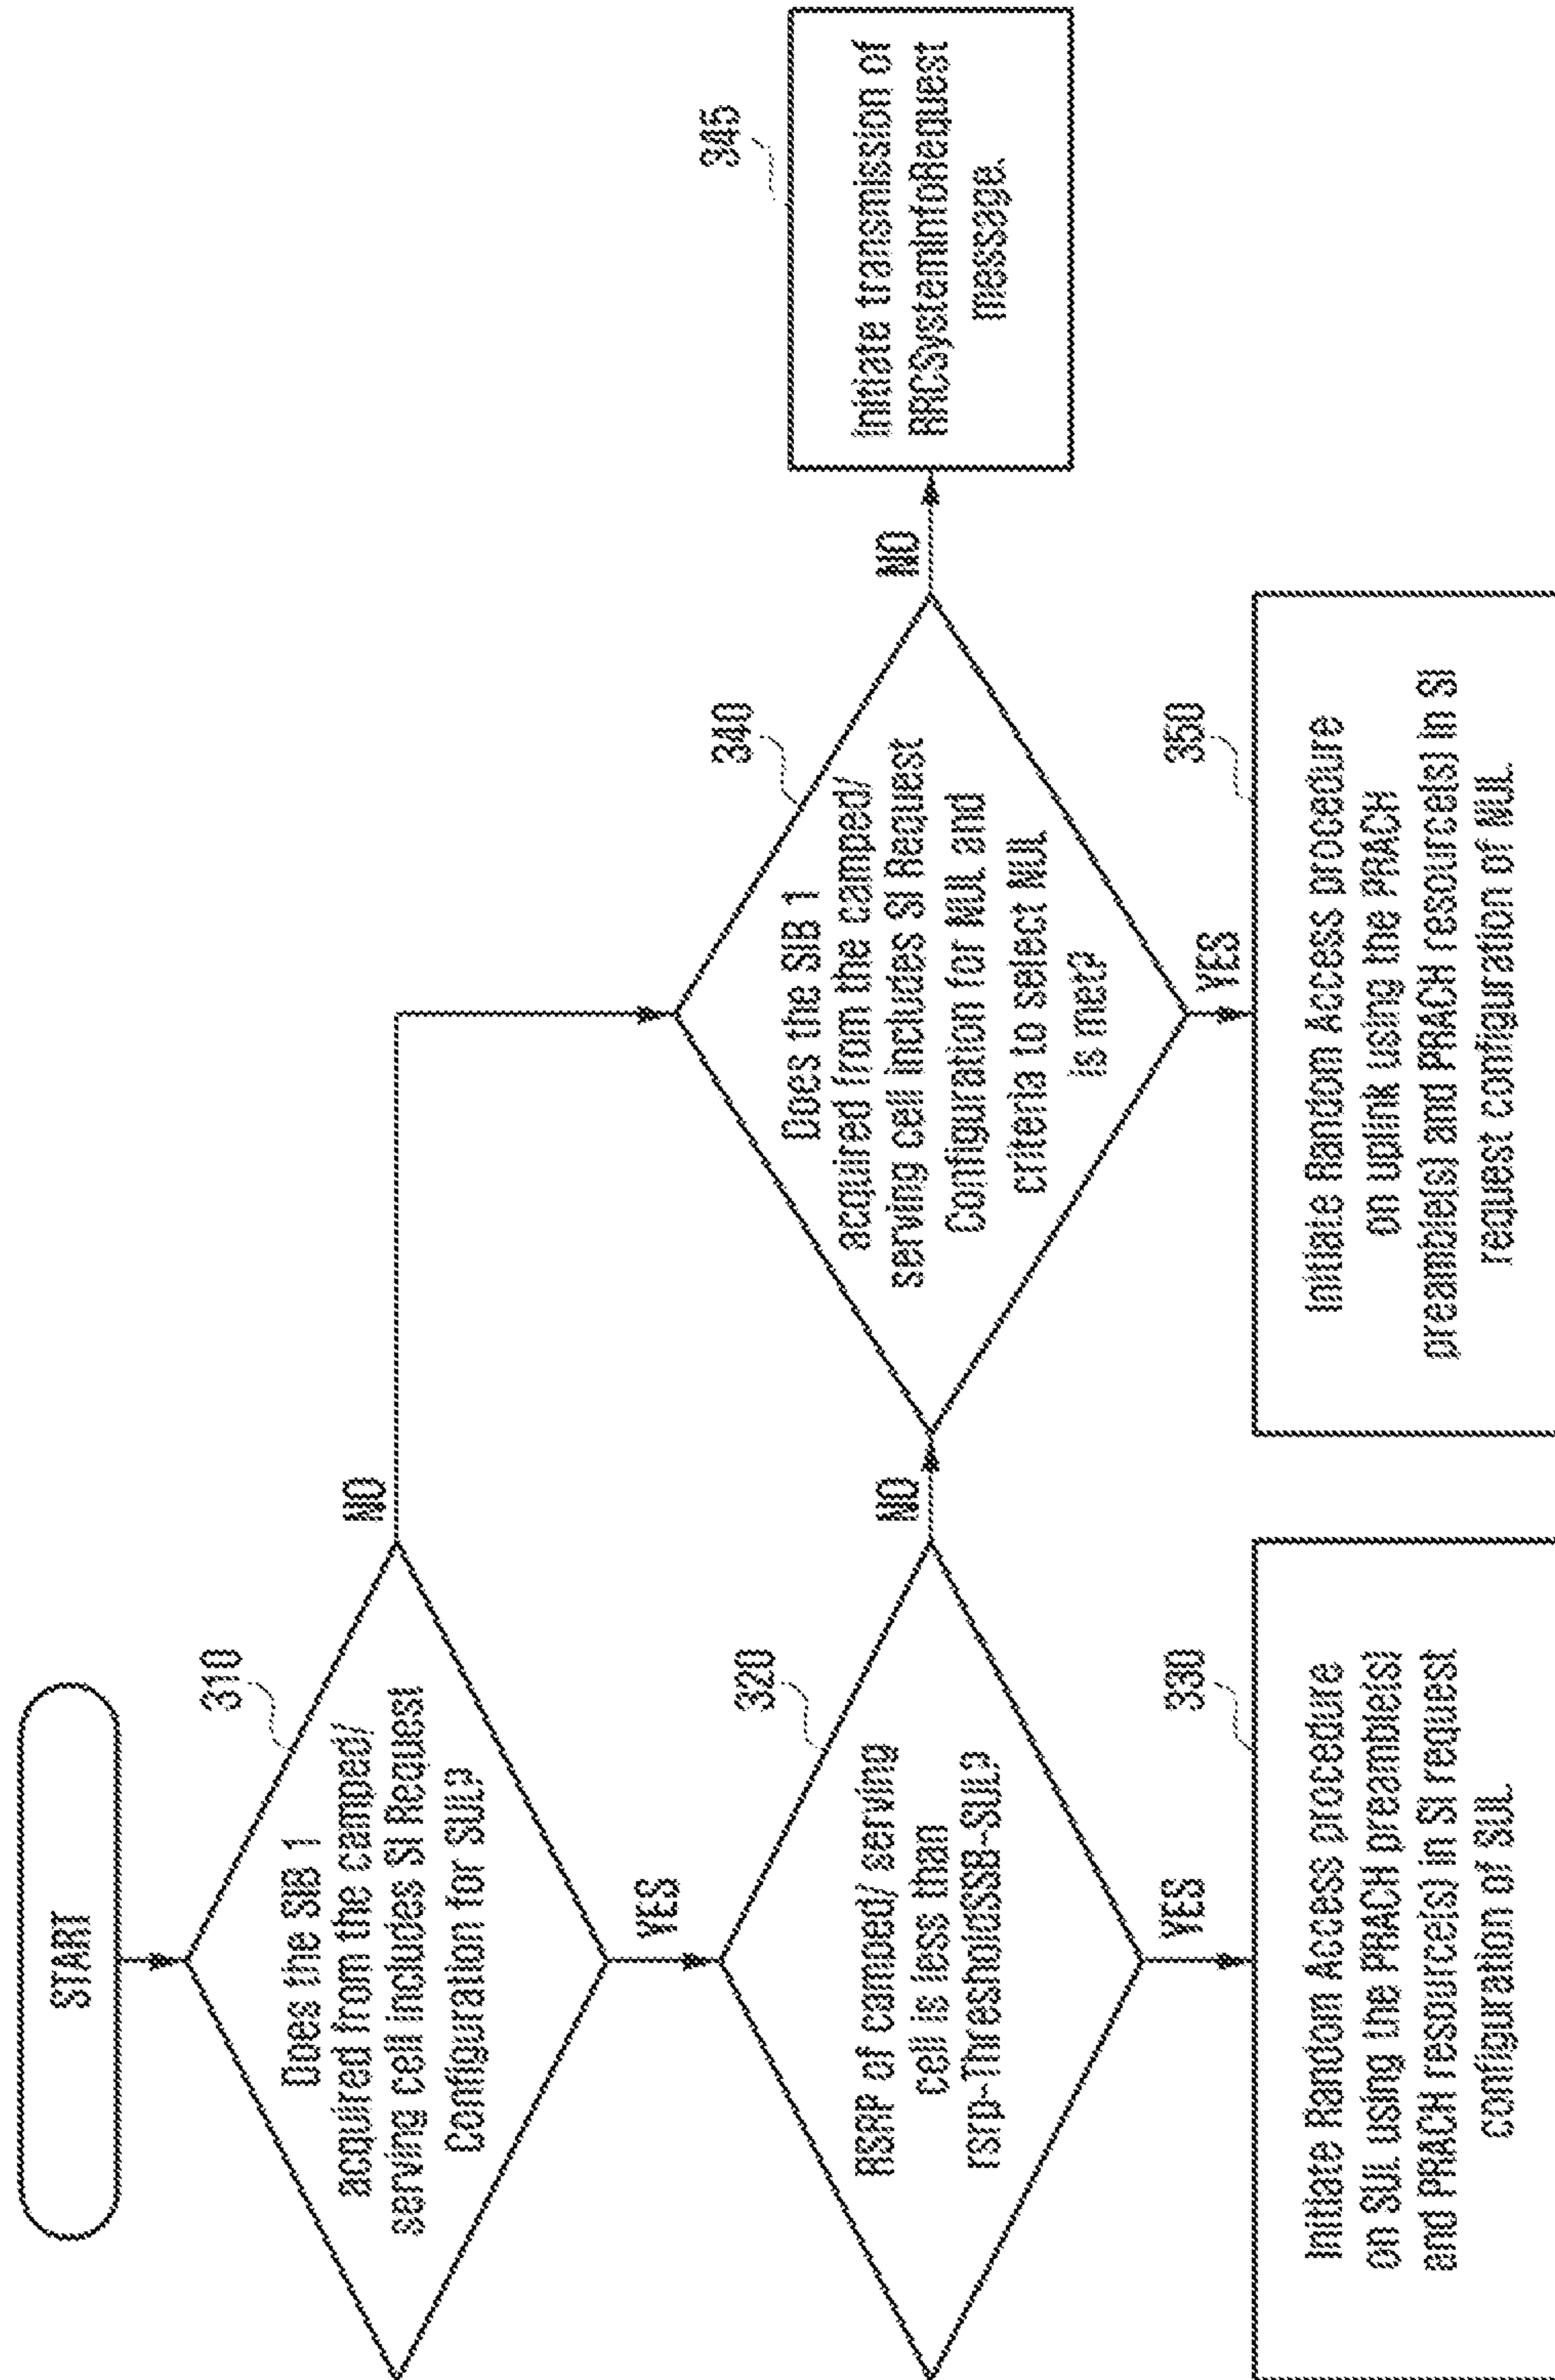 START
310
Does the SIB 1
acquired from the camped/
serving cell includes SI Request
Configuration for SUL?
NO
YES
320
RSRP of camped/ serving
cell is less than
rsrp-ThresholdSSB-SUL?
NO
YES
330
Initiate Random Access procedure
on SUL using the PRACH preamble(s)
and PRACH resource(s) in SI request
configuration of SUL
340
Does the SIB 1
acquired from the camped/
serving cell includes SI Request
Configuration for NUL and
criteria to select NUL
is met?
NO
YES
345
Initiate transmission of
RRCSystemInfoRequest
message.
350
Initiate Random Access procedure
on uplink using the PRACH
preamble(s) and PRACH resource(s) in SI
request configuration of NUL.